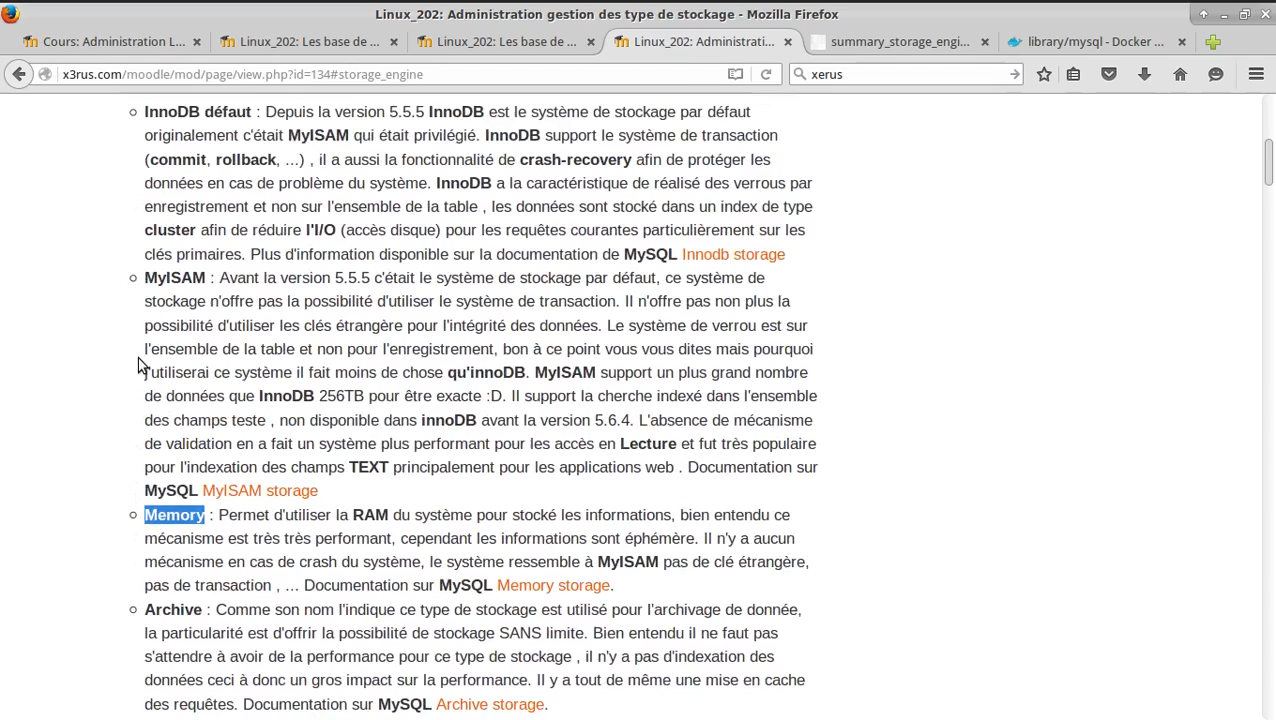 Linux_202: Administration gestion des type de stockage - Mozilla Firefox
Cours: Administration L... Linux_202: Les base de ... Linux_202: Les base de ... Linux_202: Administrati... summary_storage_engi... library/mysql - Docker ...
x3rus.com/moodle/mod/page/view.php?id=134#storage_engine xerus
InnoDB défaut : Depuis la version 5.5.5 InnoDB est le système de stockage par défaut
originalement c'était MyISAM qui était privilégié. InnoDB support le système de transaction
(commit, rollback, ...) , il a aussi la fonctionnalité de crash-recovery afin de protéger les
données en cas de problème du système. InnoDB a la caractéristique de réalisé des verrous par
enregistrement et non sur l'ensemble de la table , les données sont stocké dans un index de type
cluster afin de réduire l'I/O (accès disque) pour les requêtes courantes particulièrement sur les
clés primaires. Plus d'information disponible sur la documentation de MySQL Innodb storage
MyISAM : Avant la version 5.5.5 c'était le système de stockage par défaut, ce système de
stockage n'offre pas la possibilité d'utiliser le système de transaction. Il n'offre pas non plus la
possibilité d'utiliser les clés étrangère pour l'intégrité des données. Le système de verrou est sur
l'ensemble de la table et non pour l'enregistrement, bon à ce point vous vous dites mais pourquoi
j'utiliserai ce système il fait moins de chose qu'innoDB. MyISAM support un plus grand nombre
de données que InnoDB 256TB pour être exacte :D. Il support la cherche indexé dans l'ensemble
des champs teste , non disponible dans innoDB avant la version 5.6.4. L'absence de mécanisme
de validation en a fait un système plus performant pour les accès en Lecture et fut très populaire
pour l'indexation des champs TEXT principalement pour les applications web . Documentation sur
MySQL MyISAM storage
Memory : Permet d'utiliser la RAM du système pour stocké les informations, bien entendu ce
mécanisme est très très performant, cependant les informations sont éphémère. Il n'y a aucun
mécanisme en cas de crash du système, le système ressemble à MyISAM pas de clé étrangère,
pas de transaction , ... Documentation sur MySQL Memory storage.
Archive : Comme son nom l'indique ce type de stockage est utilisé pour l'archivage de donnée,
la particularité est d'offrir la possibilité de stockage SANS limite. Bien entendu il ne faut pas
s'attendre à avoir de la performance pour ce type de stockage , il n'y a pas d'indexation des
données ceci à donc un gros impact sur la performance. Il y a tout de même une mise en cache
des requêtes. Documentation sur MySQL Archive storage.